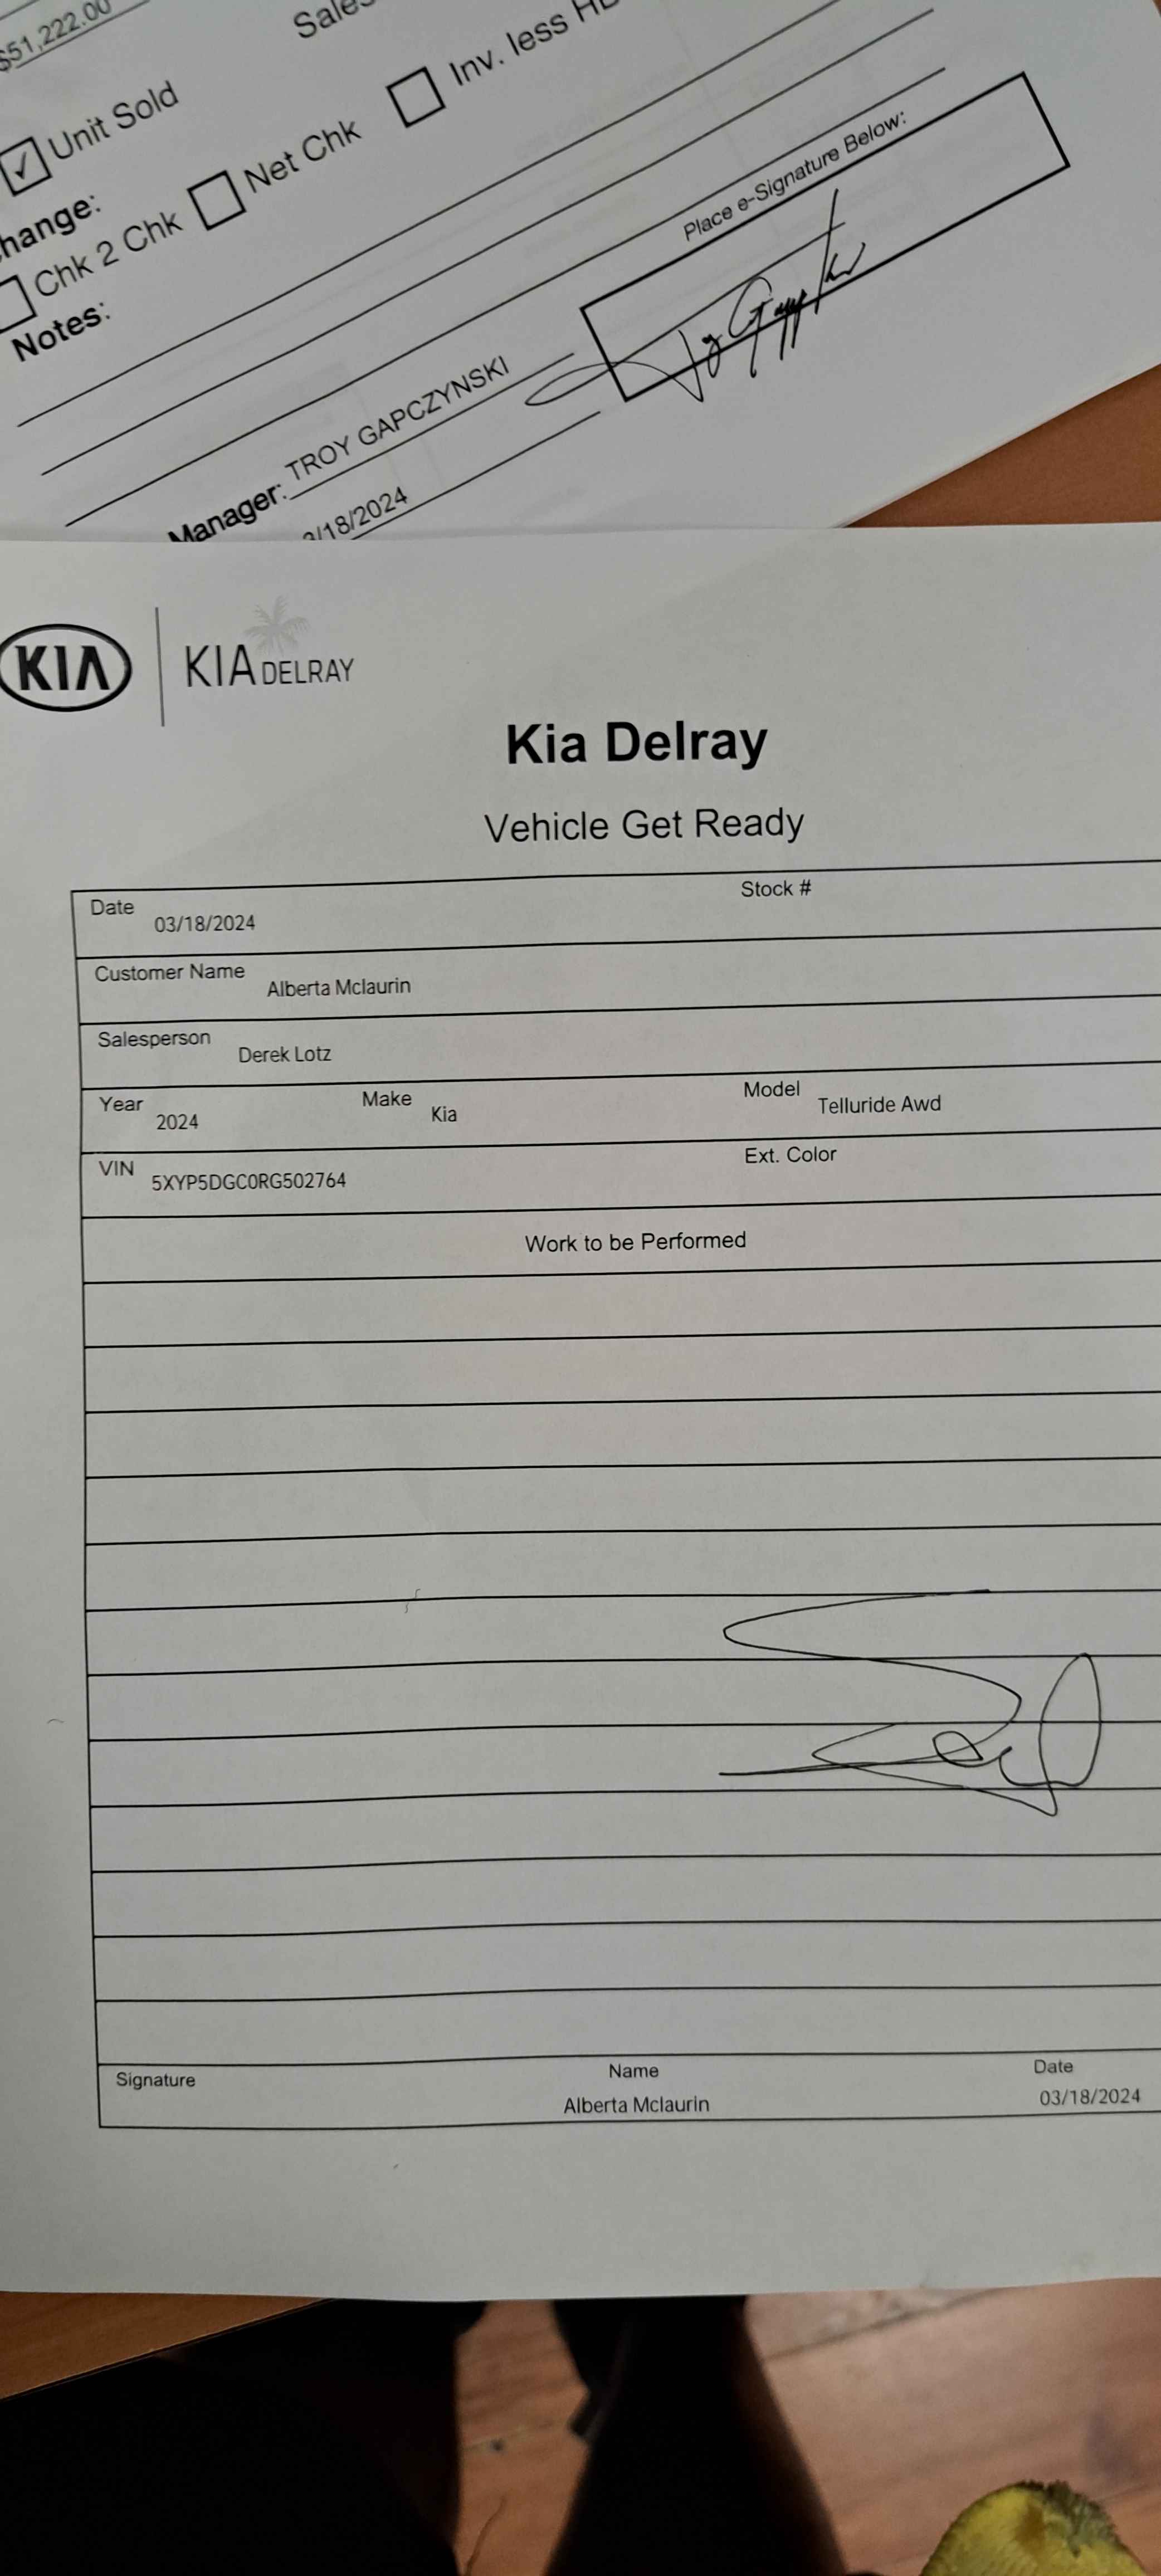 $51,222.00
Sales
Unit Sold
hange:
Chk 2 Chk
Net Chk
Inv. less
Notes:
Place e-Signature Below:
Manager: TROY GAPCZYNSKI
3/18/2024
KIA
KIA DELRAY
Kia Delray
Vehicle Get Ready
Date 03/18/2024 Stock #
Customer Name Alberta Mclaurin
Salesperson Derek Lotz
Year 2024 Make Kia Model Telluride Awd
VIN 5XYP5DGC0RG502764 Ext. Color
Work to be Performed
Signature Name Date
Alberta Mclaurin 03/18/2024